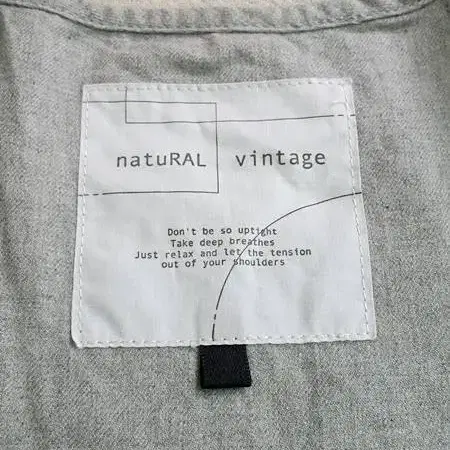 natuRAL vintage
Don't be so uptight
Take deep breathes
Just relax and let the tension
out of your shoulders